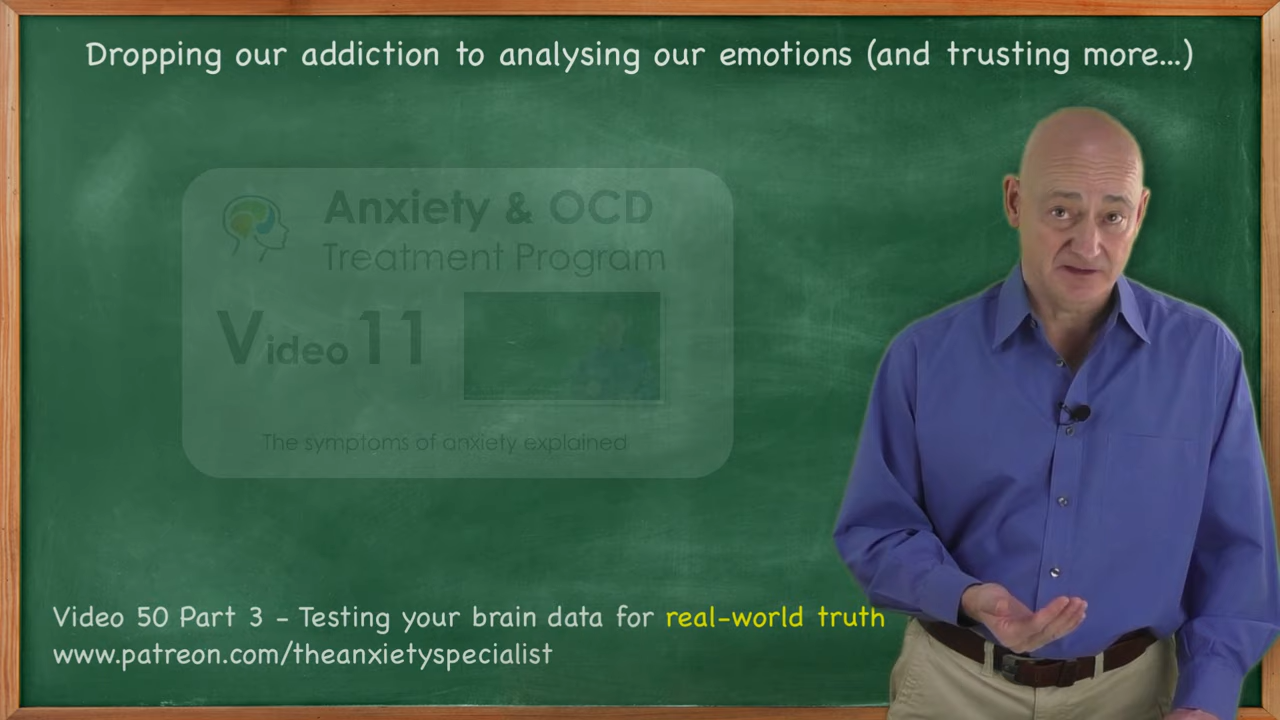 Dropping our addiction to analysing our emotions (and trusting more...)
Anxiety & OCD
Treatment Program
Video 11
The symptoms of anxiety explained
Video 50 Part 3 - Testing your brain data for real-world truth
www.patreon.com/theanxietyspecialist